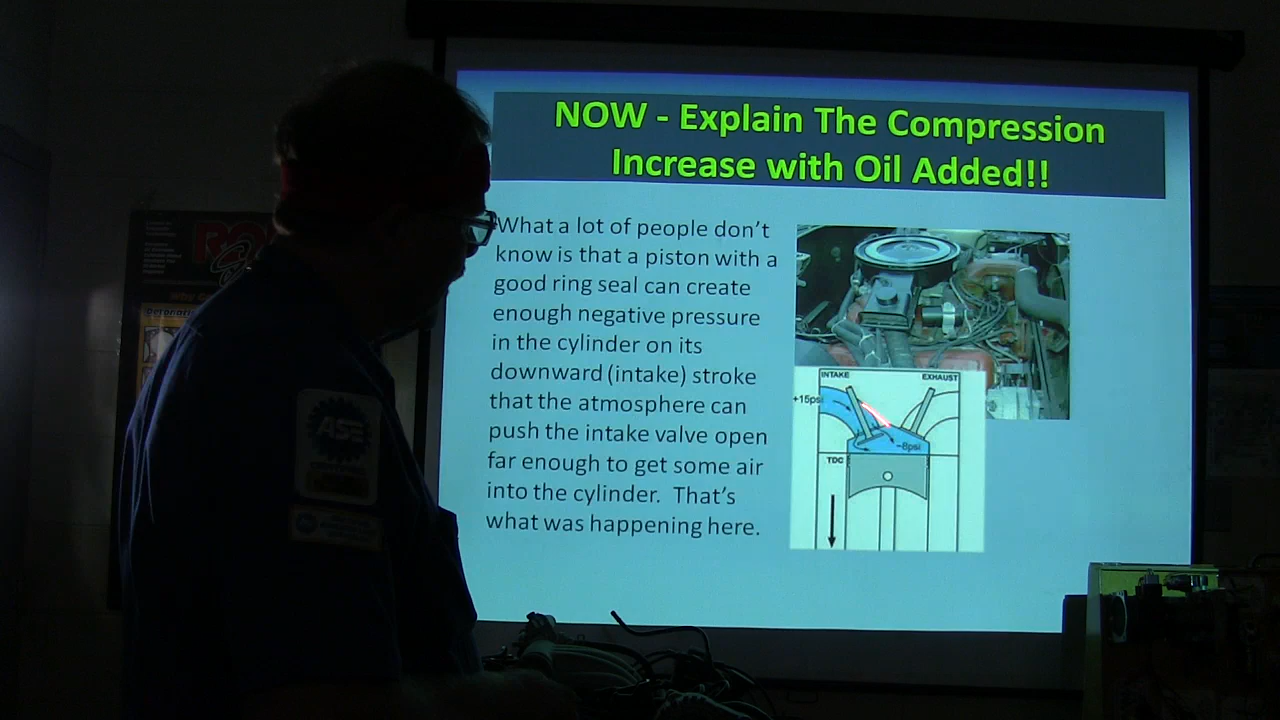 NOW - Explain The Compression
Increase with Oil Added!!
What a lot of people don't
know is that a piston with a
good ring seal can create
enough negative pressure
in the cylinder on its
downward (intake) stroke
that the atmosphere can
push the intake valve open
far enough to get some air
into the cylinder. That's
what was happening here.
INTAKE
EXHAUST
+15psi
-8psi
TDC
ASE